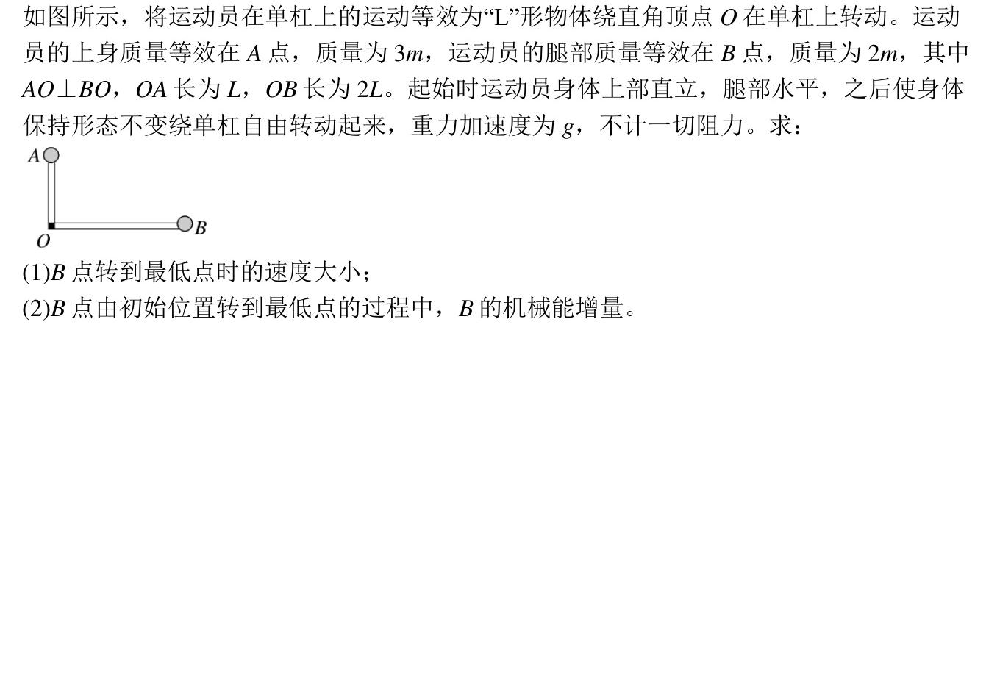 如图所示，将运动员在单杠上的运动等效为“L”形物体绕直角顶点 O 在单杠上转动。运动
员的上身质量等效在 A 点，质量为 3m，运动员的腿部质量等效在 B 点，质量为 2m，其中
AO⊥BO，OA 长为 L，OB 长为 2L。起始时运动员身体上部直立，腿部水平，之后使身体
保持形态不变绕单杠自由转动起来，重力加速度为 g，不计一切阻力。求：
A
B
O
(1)B 点转到最低点时的速度大小；
(2)B 点由初始位置转到最低点的过程中，B 的机械能增量。